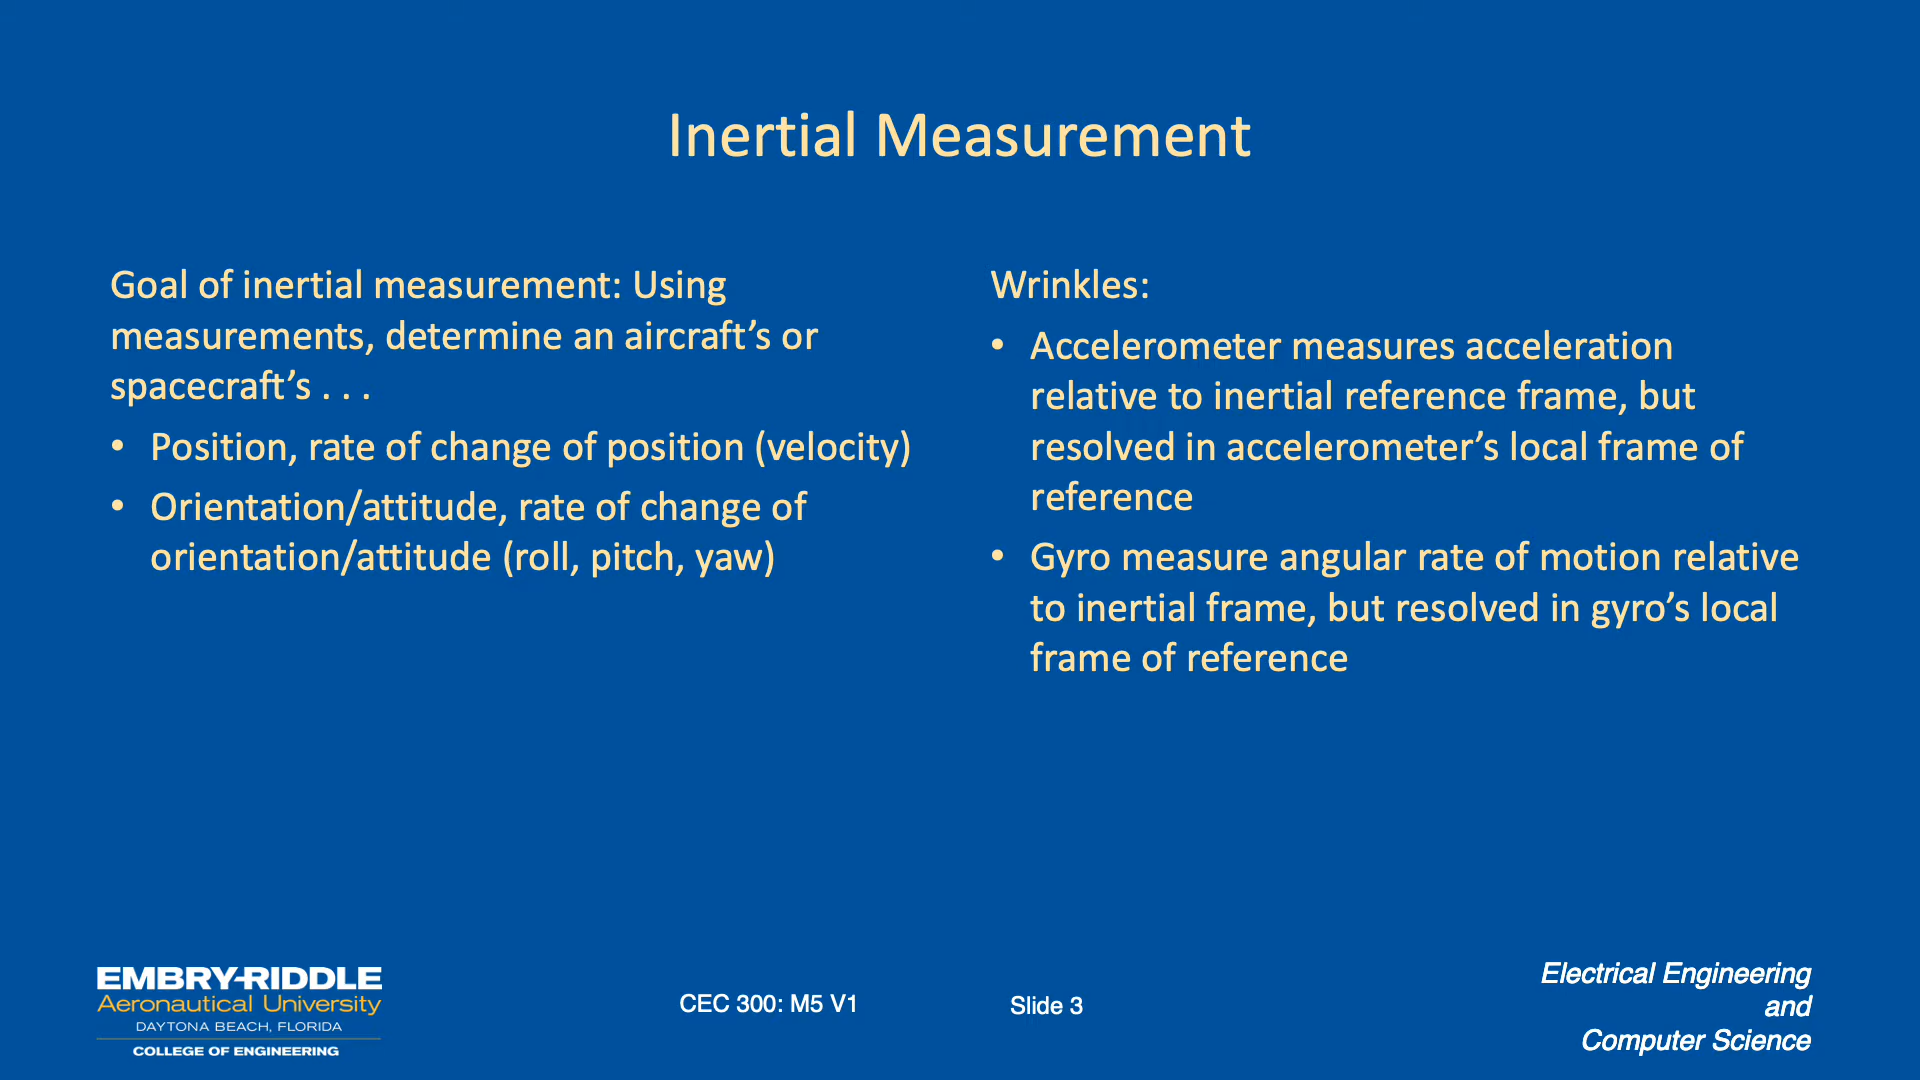 Inertial Measurement
Goal of inertial measurement: Using
measurements, determine an aircraft’s or
spacecraft’s . . .
• Position, rate of change of position (velocity)
• Orientation/attitude, rate of change of
orientation/attitude (roll, pitch, yaw)
Wrinkles:
• Accelerometer measures acceleration
relative to inertial reference frame, but
resolved in accelerometer’s local frame of
reference
• Gyro measure angular rate of motion relative
to inertial frame, but resolved in gyro’s local
frame of reference
EMBRY-RIDDLE
Aeronautical University
DAYTONA BEACH, FLORIDA
COLLEGE OF ENGINEERING
CEC 300: M5 V1
Slide 3
Electrical Engineering
and
Computer Science